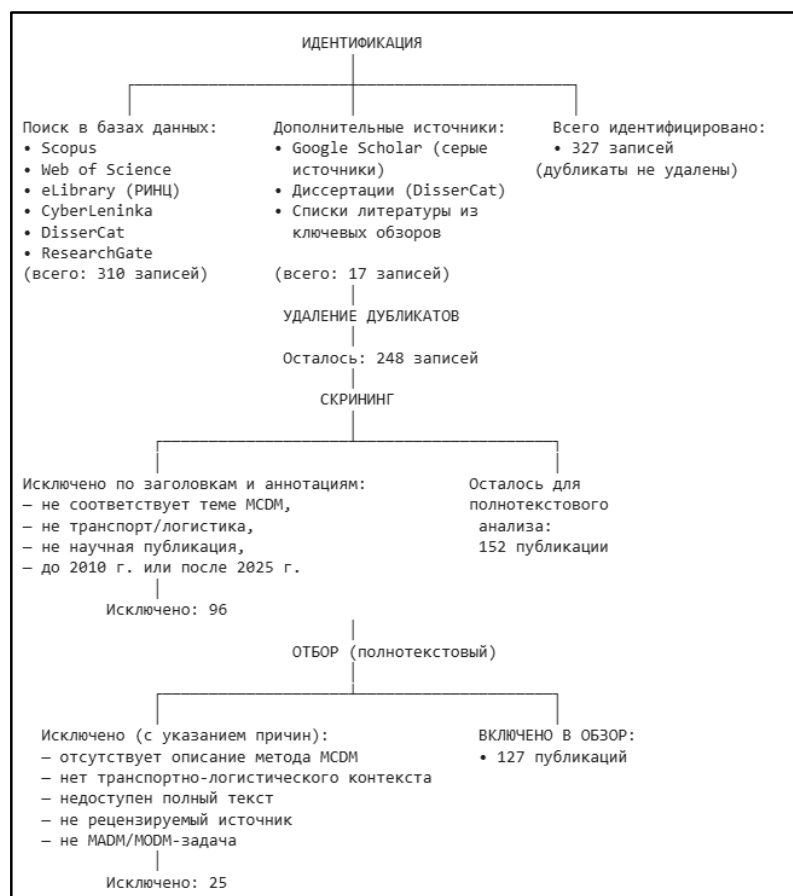 ИДЕНТИФИКАЦИЯ
Поиск в базах данных:
• Scopus
• Web of Science
• eLibrary (РИНЦ)
• CyberLeninka
• DisserCat
• ResearchGate
(всего: 310 записей)
Дополнительные источники:
• Google Scholar (серые
источники)
• Диссертации (DisserCat)
• Списки литературы из
ключевых обзоров
(всего: 17 записей)
Всего идентифицировано:
• 327 записей
(дубликаты не удалены)
УДАЛЕНИЕ ДУБЛИКАТОВ
Осталось: 248 записей
СКРИНИНГ
Исключено по заголовкам и аннотациям:
— не соответствует теме MCDM,
— не транспорт/логистика,
— не научная публикация,
— до 2010 г. или после 2025 г.
Исключено: 96
Осталось для
полнотекстового
анализа:
152 публикации
ОТБОР (полнотекстовый)
Исключено (с указанием причин):
— отсутствует описание метода MCDM
— нет транспортно-логистического контекста
— недоступен полный текст
— не рецензируемый источник
— не MADM/MODM-задача
Исключено: 25
ВКЛЮЧЕНО В ОБЗОР:
• 127 публикаций